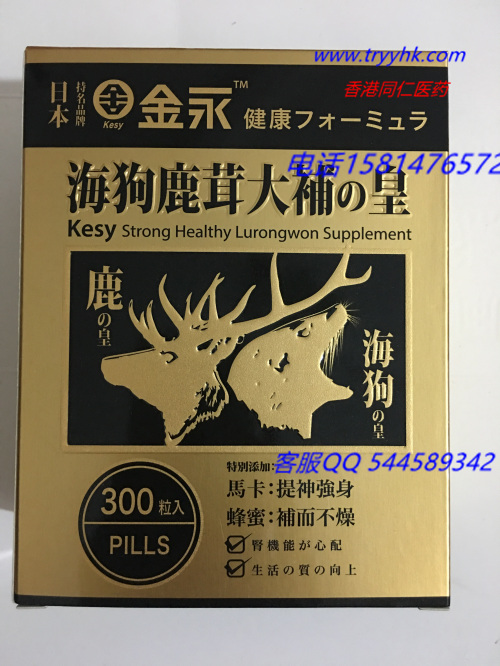 www.tryyhk.com
香港同仁医药
日本
持名品牌
Kesy
金永™
健康フォーミュラ
电话1581476572
海狗鹿茸大補の皇
Kesy Strong Healthy Lurongwon Supplement
鹿の皇
海狗の皇
特別添加:
客服QQ 544589342
馬卡:提神強身
蜂蜜:補而不燥
300粒入
PILLS
腎機能が心配
生活の質の向上